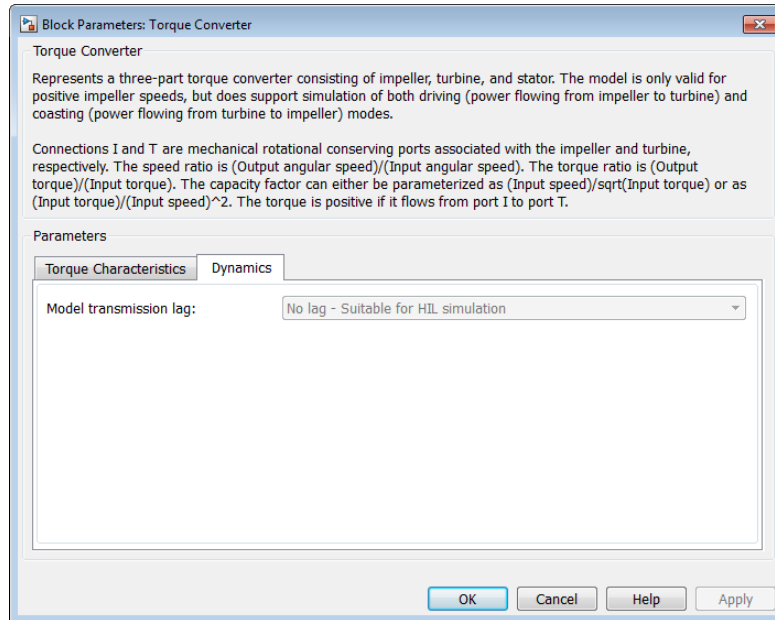 Block Parameters: Torque Converter
Torque Converter
Represents a three-part torque converter consisting of impeller, turbine, and stator. The model is only valid for
positive impeller speeds, but does support simulation of both driving (power flowing from impeller to turbine) and
coasting (power flowing from turbine to impeller) modes.
Connections I and T are mechanical rotational conserving ports associated with the impeller and turbine,
respectively. The speed ratio is (Output angular speed)/(Input angular speed). The torque ratio is (Output
torque)/(Input torque). The capacity factor can either be parameterized as (Input speed)/sqrt(Input torque) or as
(Input torque)/(Input speed)^2. The torque is positive if it flows from port I to port T.
Parameters
Torque Characteristics Dynamics
Model transmission lag: No lag - Suitable for HIL simulation
OK Cancel Help Apply